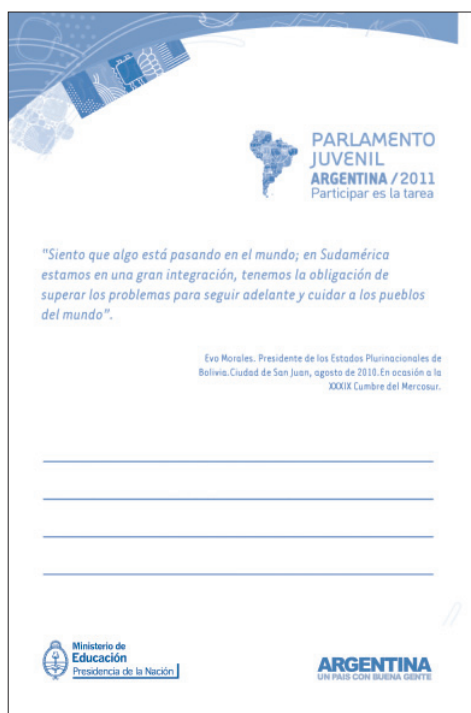 PARLAMENTO
JUVENIL
ARGENTINA / 2011
Participar es la tarea
"Siento que algo está pasando en el mundo; en Sudamérica
estamos en una gran integración, tenemos la obligación de
superar los problemas para seguir adelante y cuidar a los pueblos
del mundo".
Evo Morales. Presidente de los Estados Plurinacionales de
Bolivia.Ciudad de San Juan, agosto de 2010.En ocasión a la
XXXIX Cumbre del Mercosur.
Ministerio de
Educación
Presidencia de la Nación
ARGENTINA
UN PAIS CON BUENA GENTE